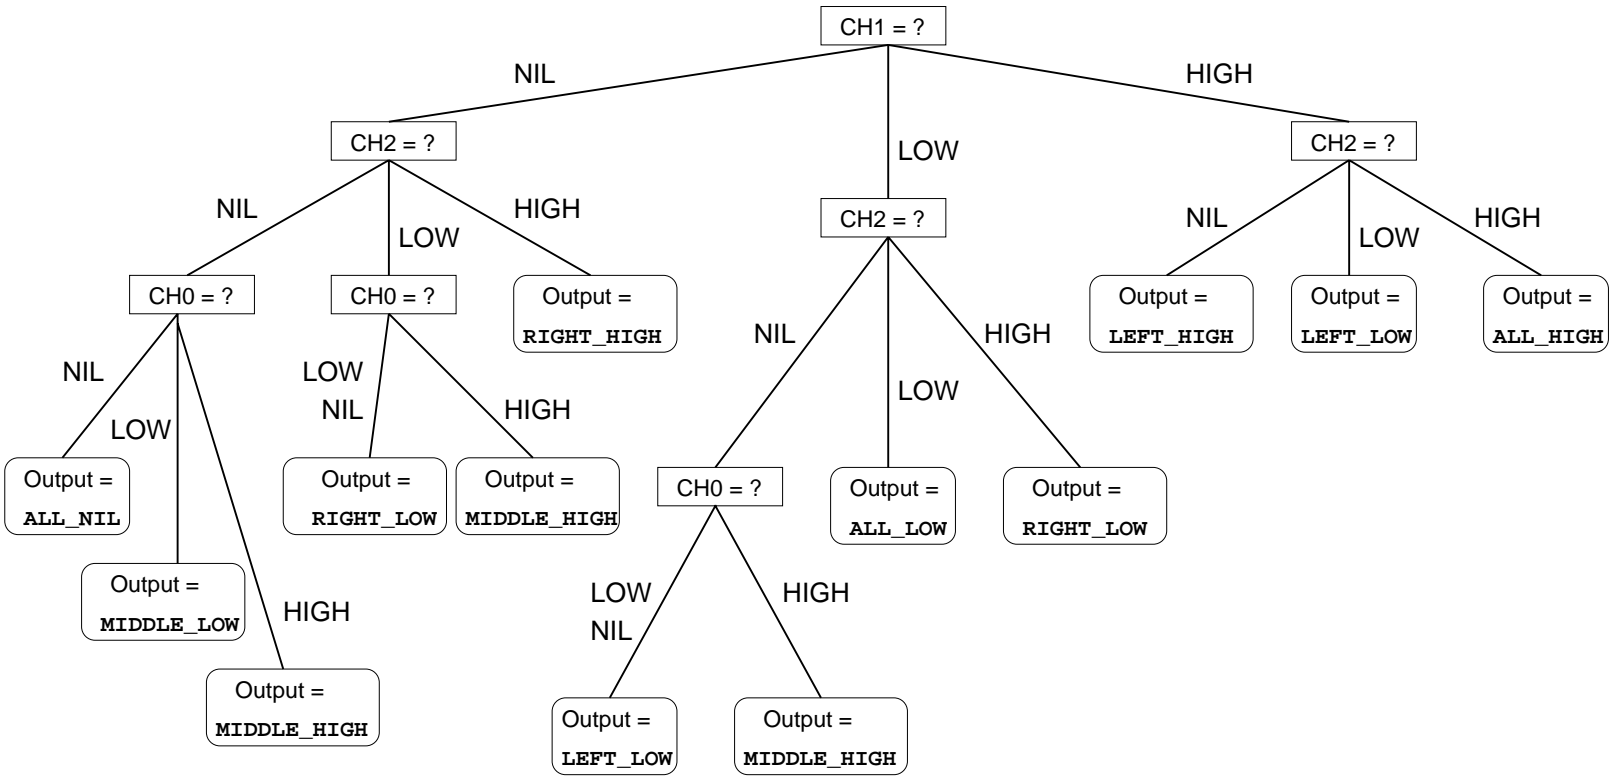 CH1 = ?
NIL
HIGH
LOW
CH2 = ?
CH2 = ?
CH2 = ?
NIL
LOW
HIGH
NIL
LOW
HIGH
CH0 = ?
CH0 = ?
Output =
RIGHT_HIGH
Output =
LEFT_HIGH
Output =
LEFT_LOW
Output =
ALL_HIGH
NIL
LOW
HIGH
NIL
LOW
HIGH
LOW
NIL
HIGH
Output =
ALL_NIL
Output =
MIDDLE_LOW
Output =
MIDDLE_HIGH
Output =
RIGHT_LOW
Output =
MIDDLE_HIGH
CH0 = ?
Output =
ALL_LOW
Output =
RIGHT_LOW
LOW
NIL
HIGH
Output =
LEFT_LOW
Output =
MIDDLE_HIGH